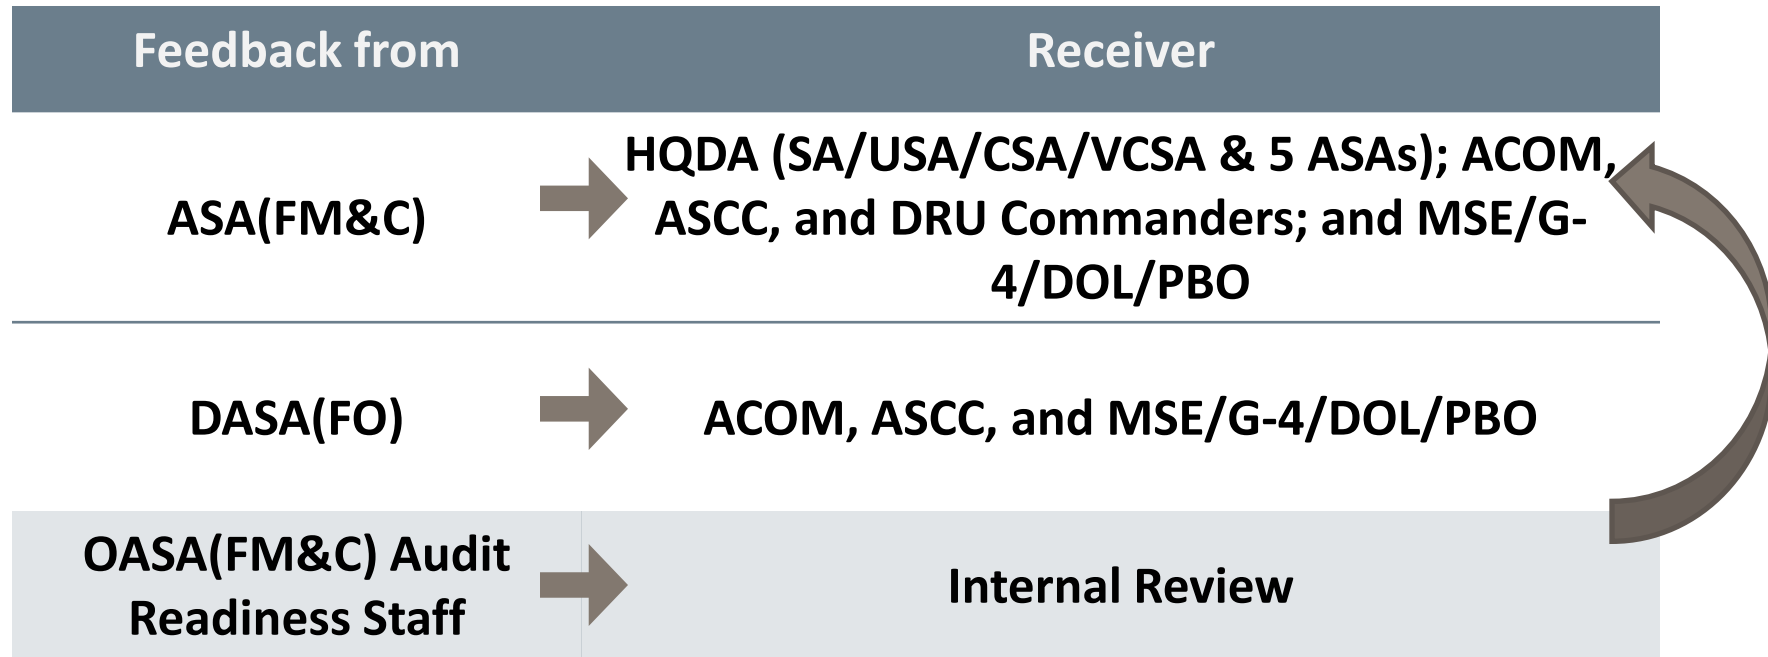 Feedback from
Receiver
ASA(FM&C)
HQDA (SA/USA/CSA/VCSA & 5 ASAs); ACOM,
ASCC, and DRU Commanders; and MSE/G-
4/DOL/PBO
DASA(FO)
ACOM, ASCC, and MSE/G-4/DOL/PBO
OASA(FM&C) Audit
Readiness Staff
Internal Review